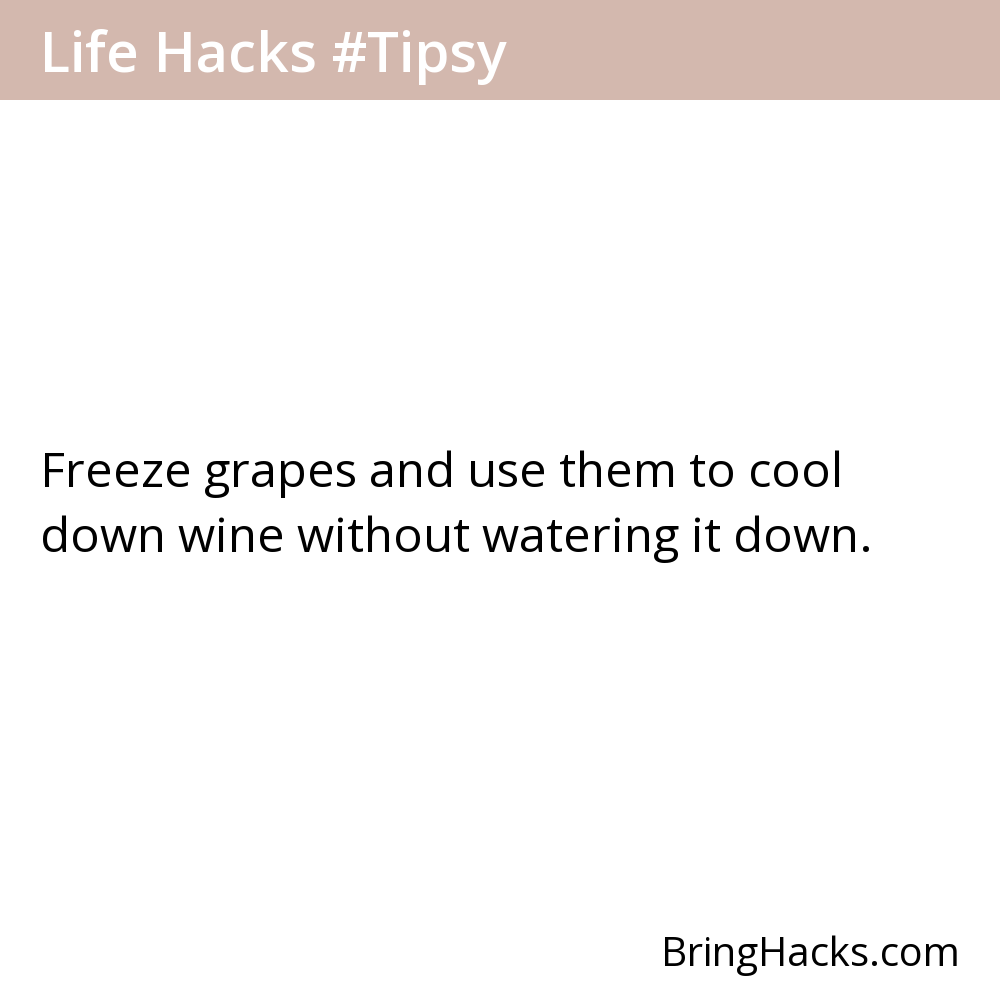 Life Hacks #Tipsy
Freeze grapes and use them to cool
down wine without watering it down.
BringHacks.com